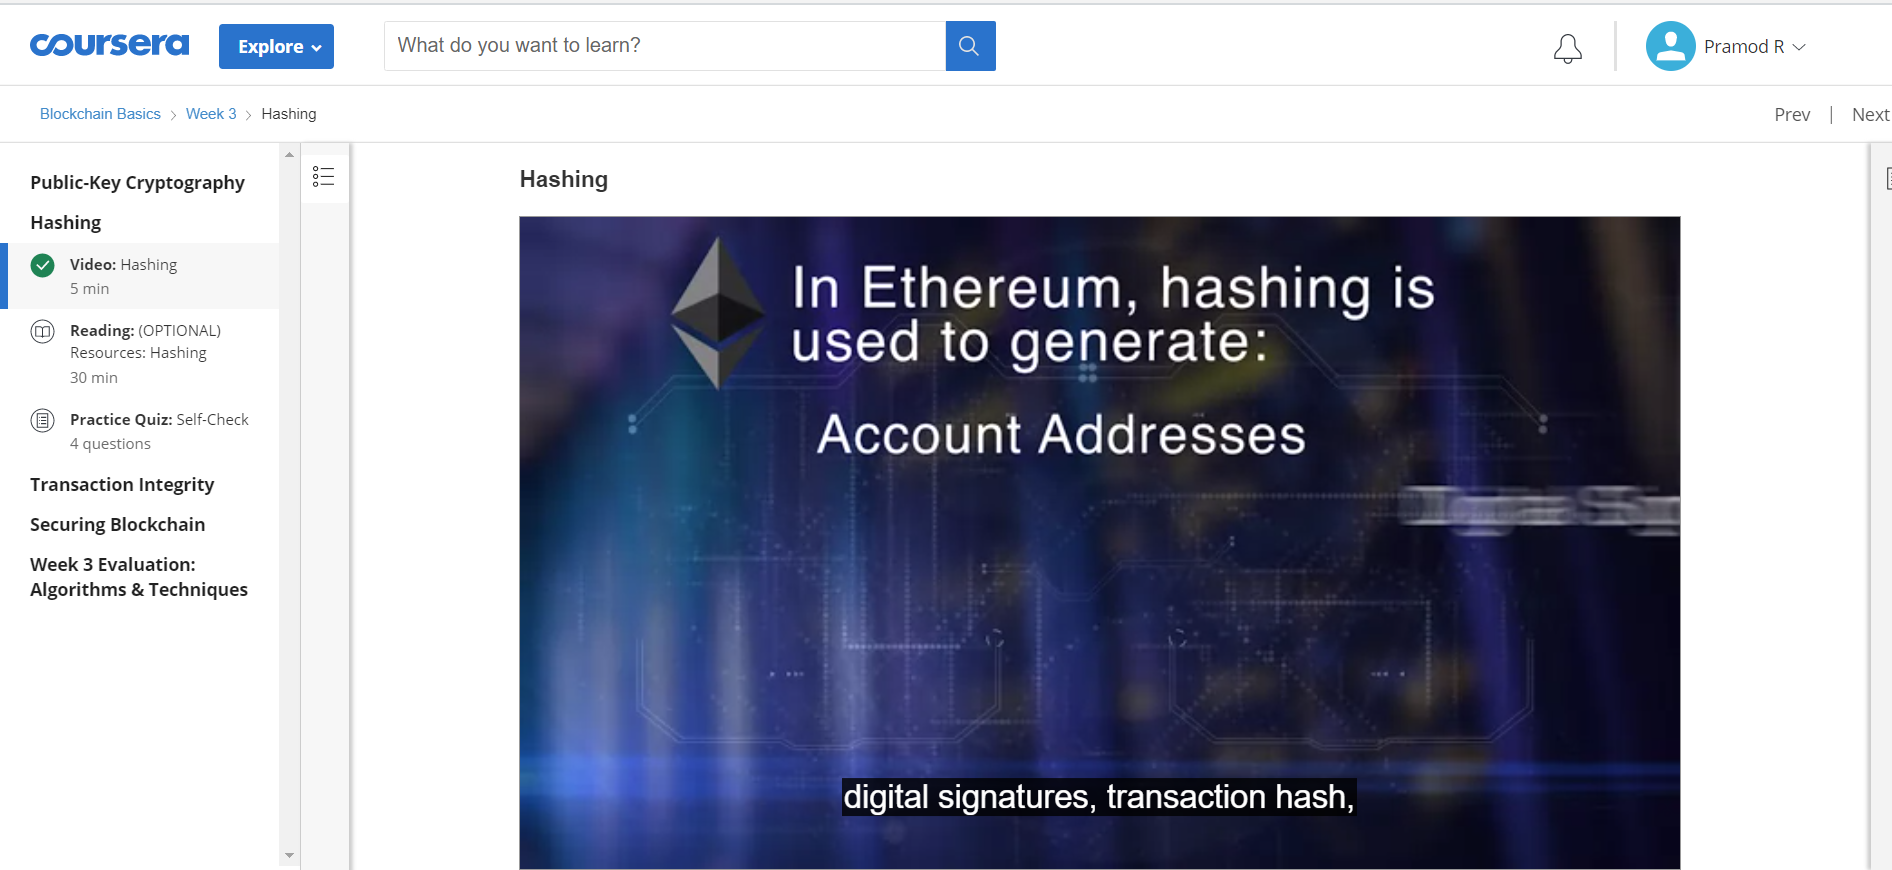 coursera
Explore
What do you want to learn?
Pramod R
Blockchain Basics > Week 3 > Hashing
Prev | Next
Public-Key Cryptography
Hashing
Video: Hashing
5 min
Reading: (OPTIONAL)
Resources: Hashing
30 min
Practice Quiz: Self-Check
4 questions
Transaction Integrity
Securing Blockchain
Week 3 Evaluation:
Algorithms & Techniques
Hashing
In Ethereum, hashing is
used to generate:
Account Addresses
digital signatures, transaction hash,